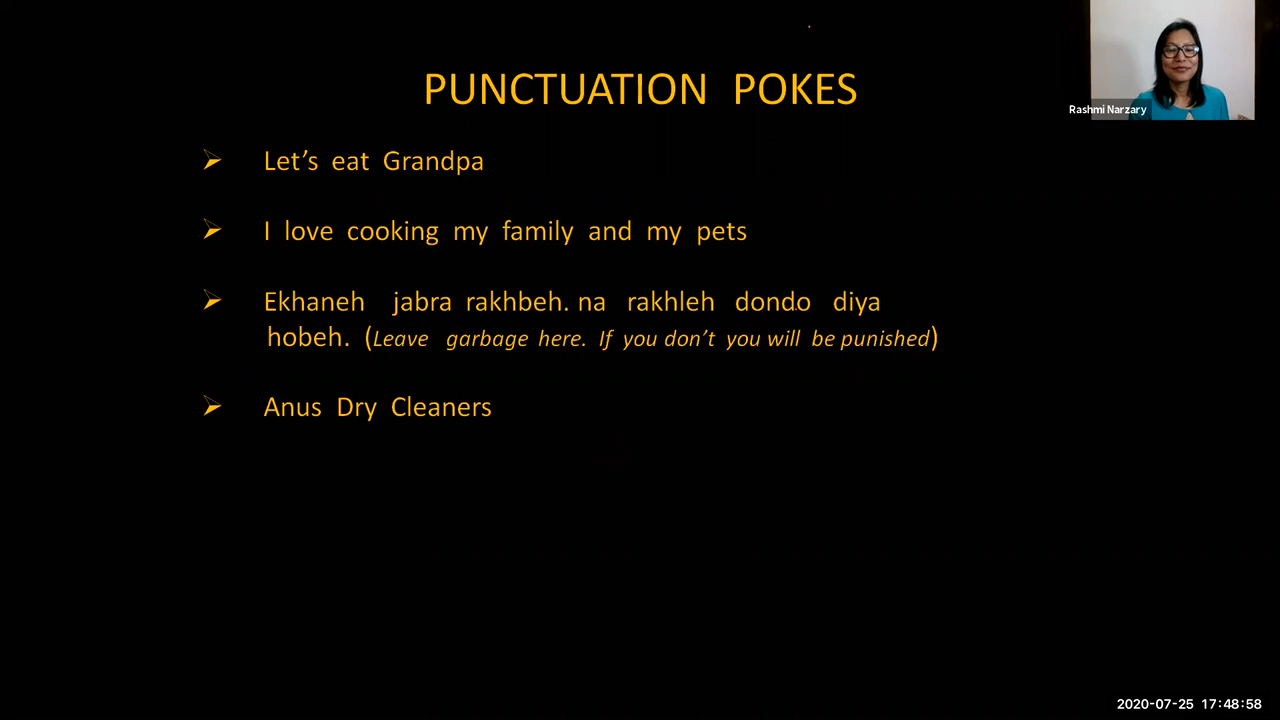 PUNCTUATION POKES
Rashmi Narzary
Let’s eat Grandpa
I love cooking my family and my pets
Ekhaneh jabra rakhbeh. na rakhleh dondo diya
hobeh. (Leave garbage here. If you don’t you will be punished)
Anus Dry Cleaners
2020-07-25 17:48:58